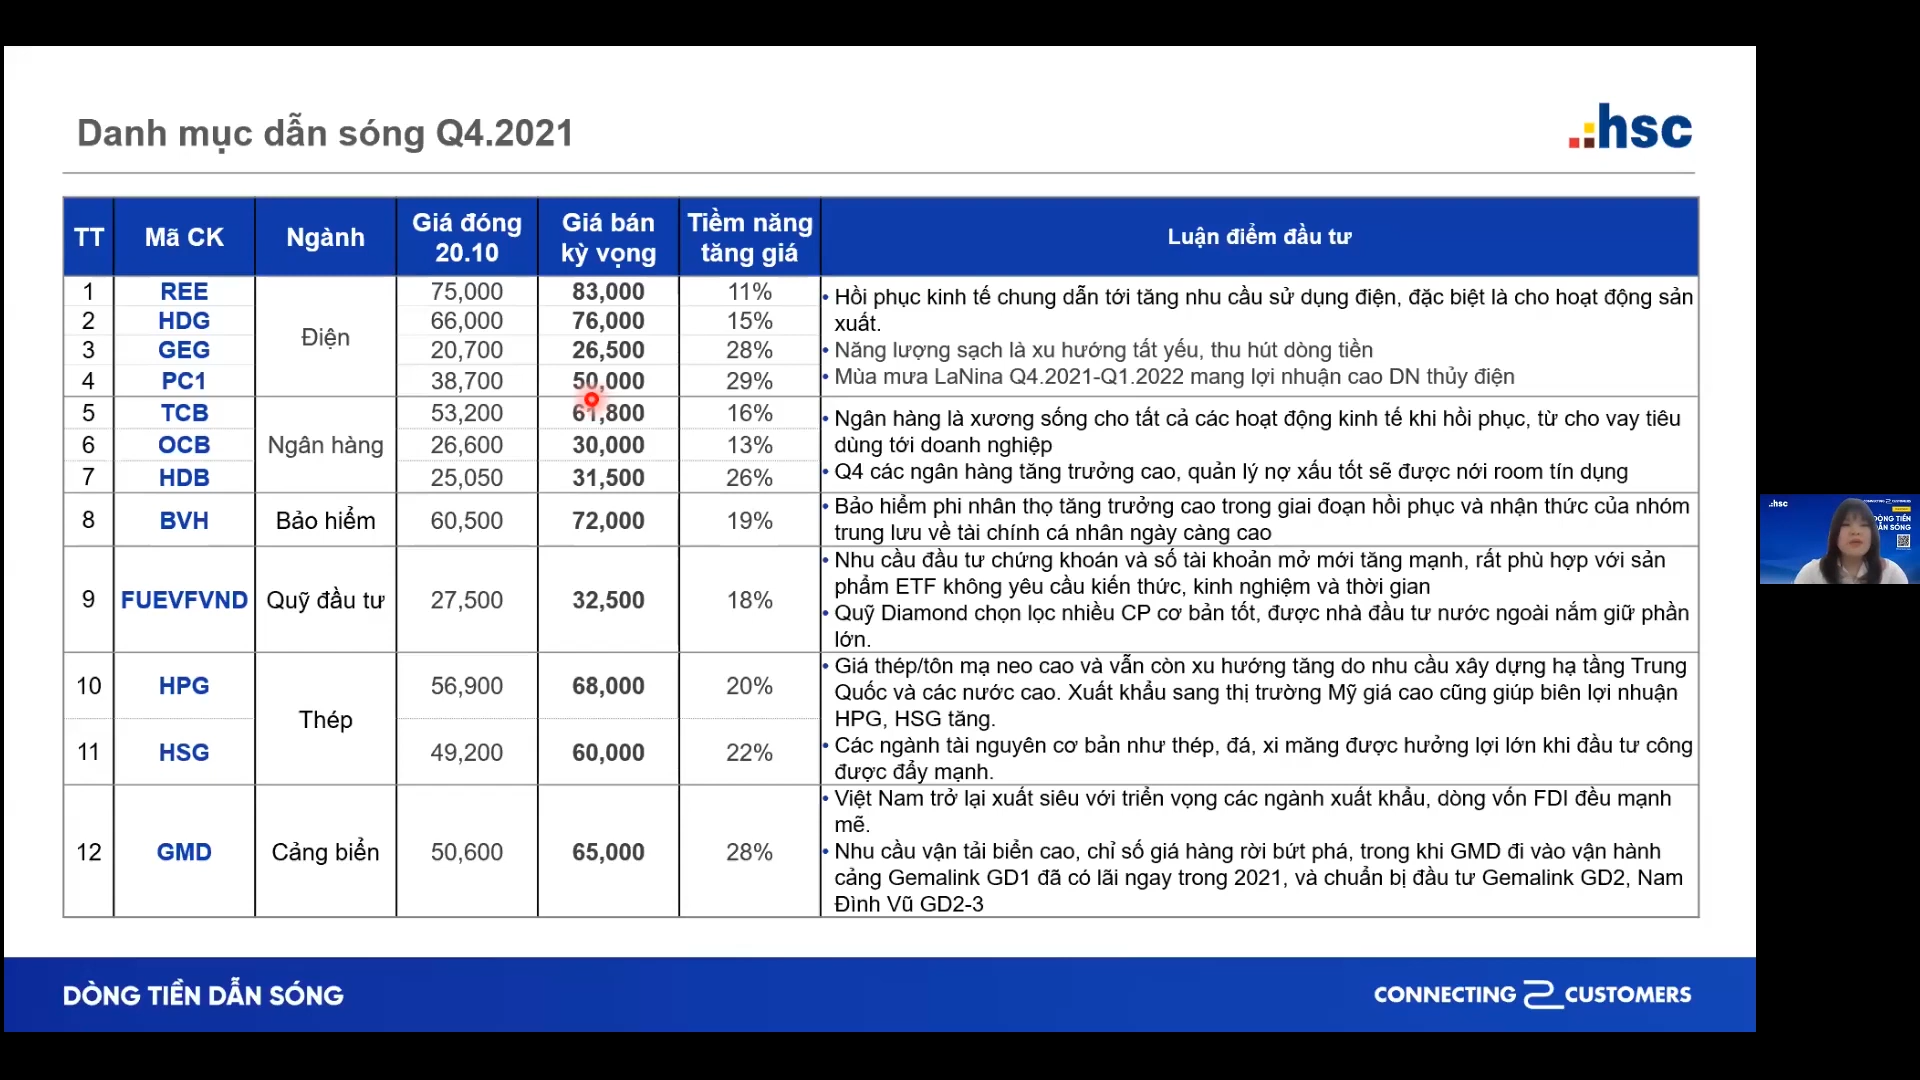 Danh mục dẫn sóng Q4.2021
.:hsc
TT Mã CK Ngành Giá đóng 20.10 Giá bán kỳ vọng Tiềm năng tăng giá Luận điểm đầu tư
1 REE Điện 75,000 83,000 11%
2 HDG 66,000 76,000 15%
3 GEG 20,700 26,500 28%
4 PC1 38,700 50,000 29%
• Hồi phục kinh tế chung dẫn tới tăng nhu cầu sử dụng điện, đặc biệt là cho hoạt động sản
xuất.
• Năng lượng sạch là xu hướng tất yếu, thu hút dòng tiền
• Mùa mưa LaNina Q4.2021-Q1.2022 mang lợi nhuận cao DN thủy điện
5 TCB Ngân hàng 53,200 61,800 16%
6 OCB 26,600 30,000 13%
7 HDB 25,050 31,500 26%
• Ngân hàng là xương sống cho tất cả các hoạt động kinh tế khi hồi phục, từ cho vay tiêu
dùng tới doanh nghiệp
• Q4 các ngân hàng tăng trưởng cao, quản lý nợ xấu tốt sẽ được nới room tín dụng
8 BVH Bảo hiểm 60,500 72,000 19%
• Bảo hiểm phi nhân thọ tăng trưởng cao trong giai đoạn hồi phục và nhận thức của nhóm
trung lưu về tài chính cá nhân ngày càng cao
9 FUEVFVND Quỹ đầu tư 27,500 32,500 18%
• Nhu cầu đầu tư chứng khoán và số tài khoản mở mới tăng mạnh, rất phù hợp với sản
phẩm ETF không yêu cầu kiến thức, kinh nghiệm và thời gian
• Quỹ Diamond chọn lọc nhiều CP cơ bản tốt, được nhà đầu tư nước ngoài nắm giữ phần
lớn.
10 HPG Thép 56,900 68,000 20%
11 HSG 49,200 60,000 22%
• Giá thép/tôn mạ neo cao và vẫn còn xu hướng tăng do nhu cầu xây dựng hạ tầng Trung
Quốc và các nước cao. Xuất khẩu sang thị trường Mỹ giá cao cũng giúp biên lợi nhuận
HPG, HSG tăng.
• Các ngành tài nguyên cơ bản như thép, đá, xi măng được hưởng lợi lớn khi đầu tư công
được đẩy mạnh.
12 GMD Cảng biển 50,600 65,000 28%
• Việt Nam trở lại xuất siêu với triển vọng các ngành xuất khẩu, dòng vốn FDI đều mạnh
mẽ.
• Nhu cầu vận tải biển cao, chỉ số giá hàng rời bứt phá, trong khi GMD đi vào vận hành
cảng Gemalink GD1 đã có lãi ngay trong 2021, và chuẩn bị đầu tư Gemalink GD2, Nam
Đình Vũ GD2-3
DÒNG TIỀN DẪN SÓNG
CONNECTING 2 CUSTOMERS
.:hsc
DÒNG TIỀN
DẪN SÓNG